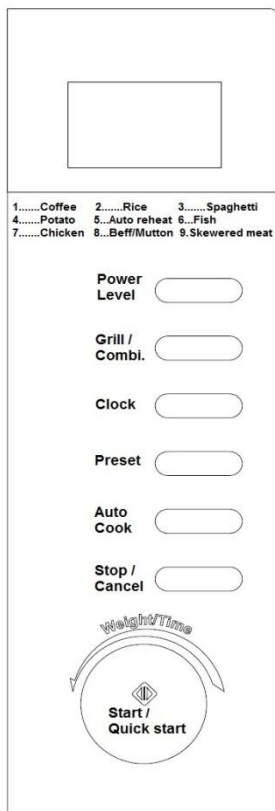 1.......Coffee 2.......Rice 3.......Spaghetti
4.......Potato 5...Auto reheat 6...Fish
7.......Chicken 8...Beff/Mutton 9.Skewered meat
Power
Level
Grill /
Combi.
Clock
Preset
Auto
Cook
Stop /
Cancel
Weight/Time
Start /
Quick start